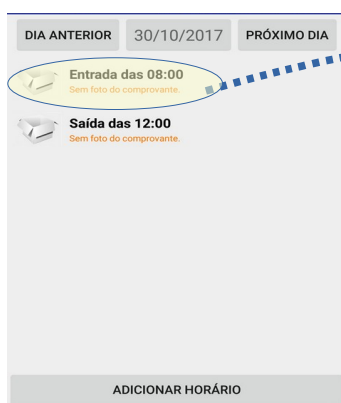 DIA ANTERIOR 30/10/2017 PRÓXIMO DIA
Entrada das 08:00
Sem foto do comprovante.
Saída das 12:00
Sem foto do comprovante.
ADICIONAR HORÁRIO